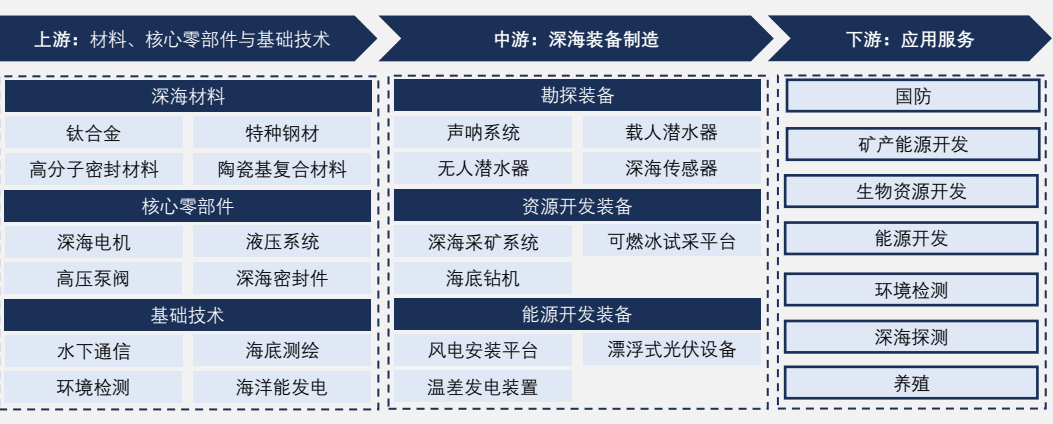 上游：材料、核心零部件与基础技术
中游：深海装备制造
下游：应用服务
深海材料
钛合金 特种钢材
高分子密封材料 陶瓷基复合材料
核心零部件
深海电机 液压系统
高压泵阀 深海密封件
基础技术
水下通信 海底测绘
环境检测 海洋能发电
勘探装备
声呐系统 载人潜水器
无人潜水器 深海传感器
资源开发装备
深海采矿系统 可燃冰试采平台
海底钻机
能源开发装备
风电安装平台 漂浮式光伏设备
温差发电装置
国防
矿产能源开发
生物资源开发
能源开发
环境检测
深海探测
养殖